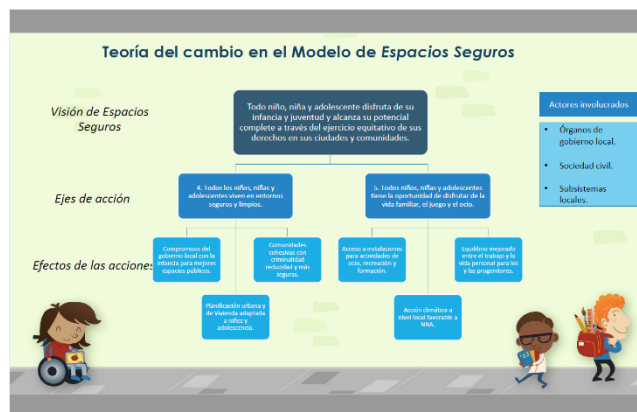 Teoría del cambio en el Modelo de Espacios Seguros
Visión de Espacios
Seguros
Todo niño, niña y adolescente disfruta de su
infancia y juventud y alcanza su potencial
complete a través del ejercicio equitativo de sus
derechos en sus ciudades y comunidades.
Actores involucrados
• Órganos de
gobierno local.
• Sociedad civil.
• Subsistemas
locales.
Ejes de acción
4. Todos los niños, niñas y
adolescentes viven en entornos
seguros y limpios.
5. Todos niños, niñas y adolescentes
tiene la oportunidad de disfrutar de la
vida familiar, el juego y el ocio.
Efectos de las acciones
Compromisos del
gobierno local con la
infancia para mejores
espacios públicos.
Comunidades
cohesivas con
criminalidad
reducidad y más
seguras.
Acceso a instalaciones
para actividades de
ocio, recreación y
formación.
Equilibrio mejorado
entre el trabajo y la
vida personal para los
y las progenitores.
Planificación urbana y
de Vivienda adaptada
a niñez y
adolescencia.
Acción climática a
nivel local favorable a
NNA.